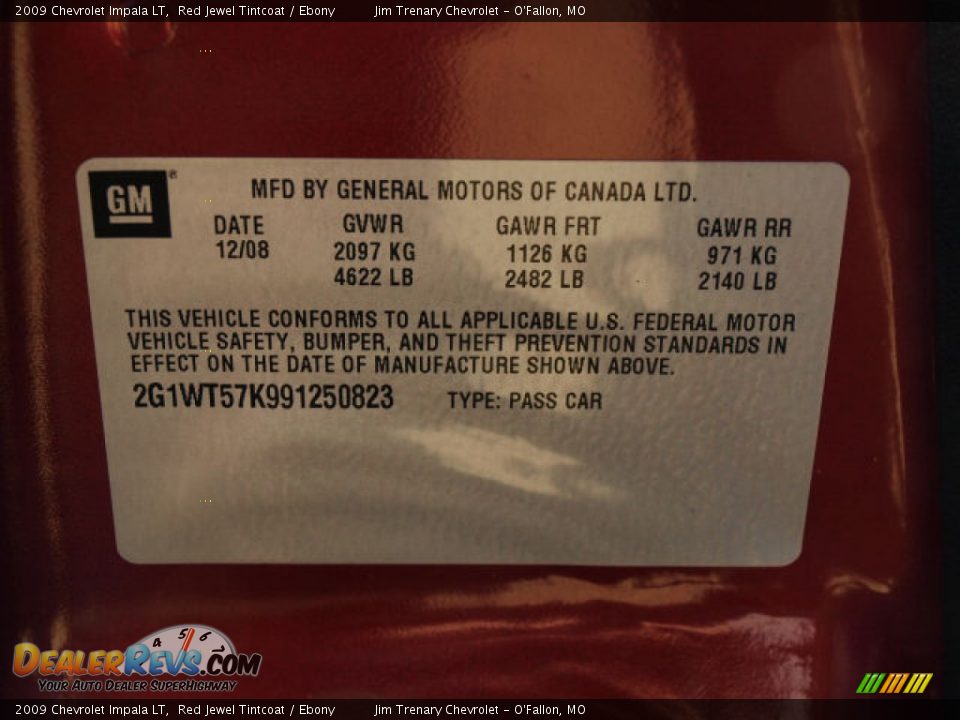 2009 Chevrolet Impala LT, Red Jewel Tintcoat / Ebony Jim Trenary Chevrolet - O'Fallon, MO
GM®
MFD BY GENERAL MOTORS OF CANADA LTD.
DATE GVWR GAWR FRT GAWR RR
12/08 2097 KG 1126 KG 971 KG
4622 LB 2482 LB 2140 LB
THIS VEHICLE CONFORMS TO ALL APPLICABLE U.S. FEDERAL MOTOR
VEHICLE SAFETY, BUMPER, AND THEFT PREVENTION STANDARDS IN
EFFECT ON THE DATE OF MANUFACTURE SHOWN ABOVE.
2G1WT57K991250823 TYPE: PASS CAR
4 5 6
DEALERREVS.COM
YOUR AUTO DEALER SUPERHIGHWAY
2009 Chevrolet Impala LT, Red Jewel Tintcoat / Ebony Jim Trenary Chevrolet - O'Fallon, MO